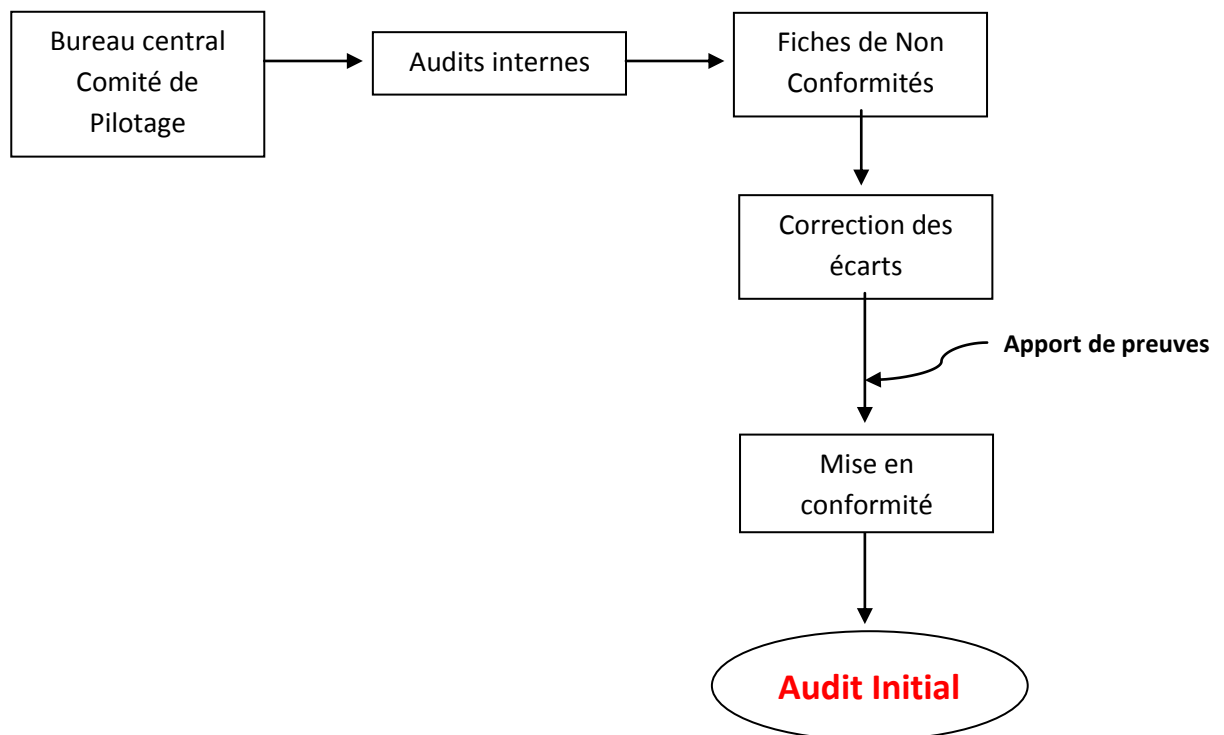 Bureau central
Comité de
Pilotage
Audits internes
Fiches de Non
Conformités
Correction des
écarts
Apport de preuves
Mise en
conformité
Audit Initial